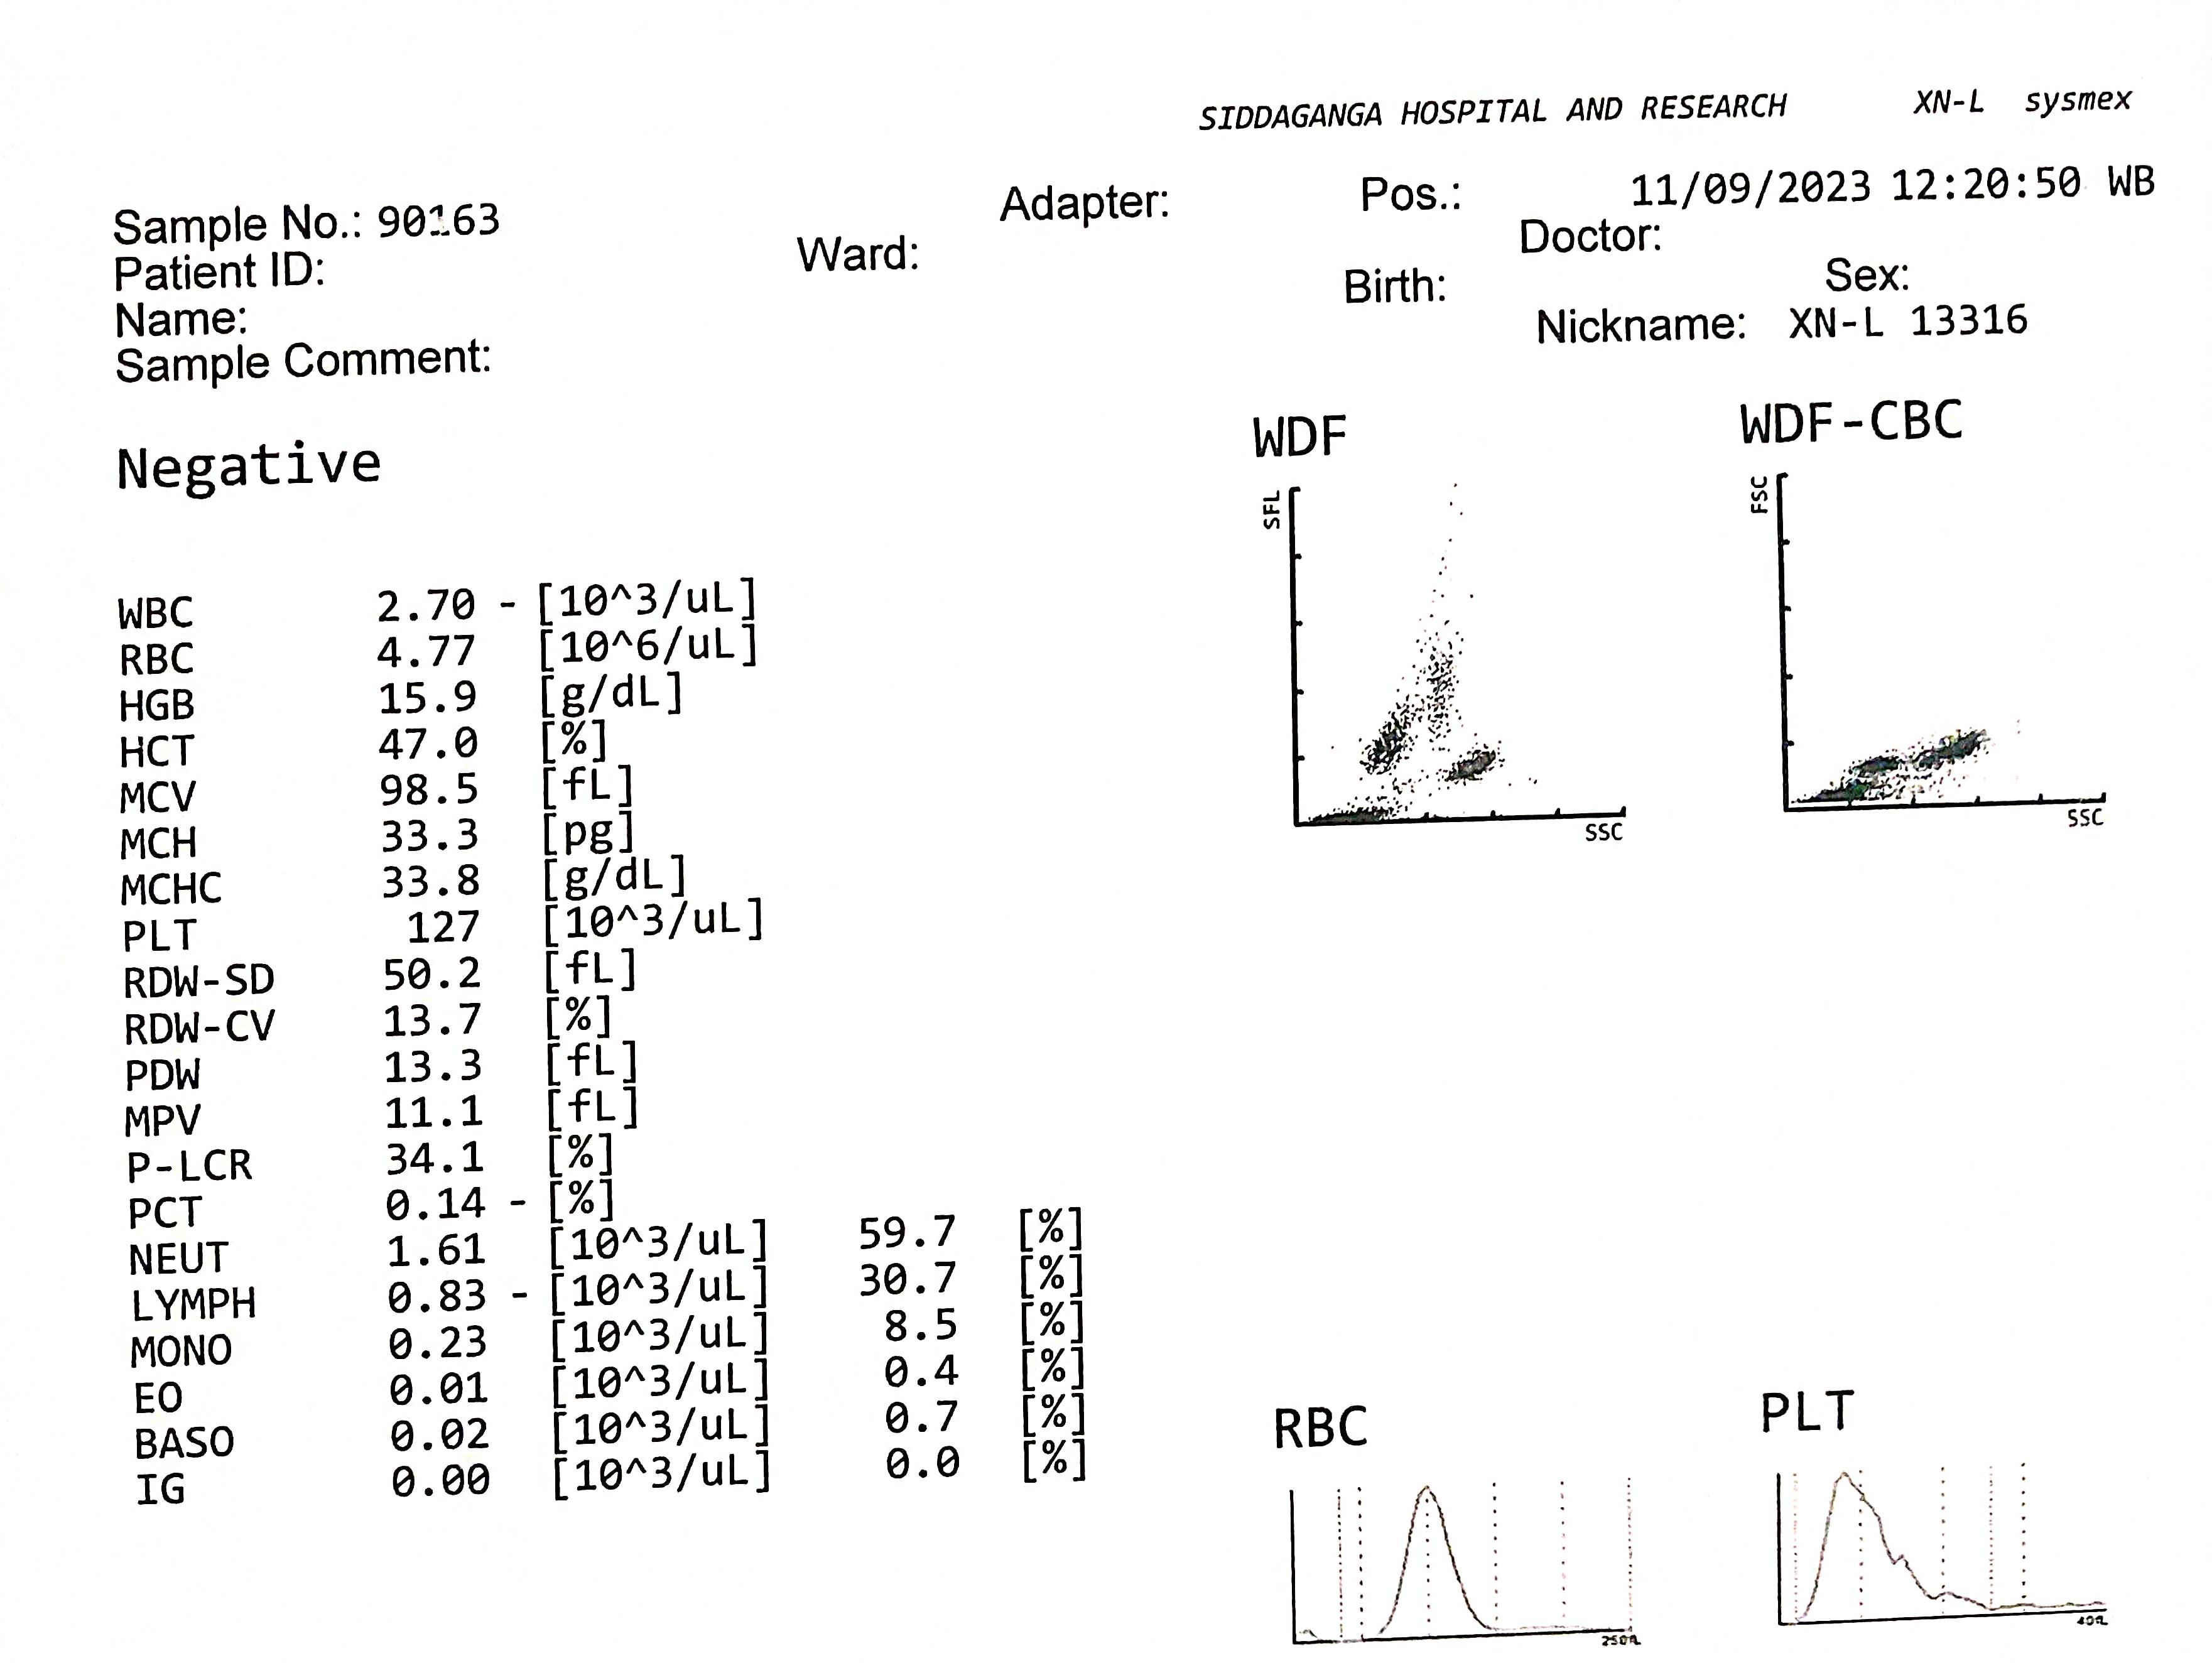 SIDDAGANGA HOSPITAL AND RESEARCH XN-L sysmex
Sample No.: 90163 Adapter: Pos.: 11/09/2023 12:20:50 WB
Patient ID: Ward: Doctor:
Name: Birth: Sex:
Sample Comment: Nickname: XN-L 13316
Negative
WDF WDF-CBC
SFL FSC
SSC SSC
WBC 2.70 - [10^3/uL]
RBC 4.77 [10^6/uL]
HGB 15.9 [g/dL]
HCT 47.0 [%]
MCV 98.5 [fL]
MCH 33.3 [pg]
MCHC 33.8 [g/dL]
PLT 127 [10^3/uL]
RDW-SD 50.2 [fL]
RDW-CV 13.7 [%]
PDW 13.3 [fL]
MPV 11.1 [fL]
P-LCR 34.1 [%]
PCT 0.14 - [%]
NEUT 1.61 [10^3/uL] 59.7 [%]
LYMPH 0.83 - [10^3/uL] 30.7 [%]
MONO 0.23 [10^3/uL] 8.5 [%]
EO 0.01 [10^3/uL] 0.4 [%]
BASO 0.02 [10^3/uL] 0.7 [%]
IG 0.00 [10^3/uL] 0.0 [%]
RBC PLT